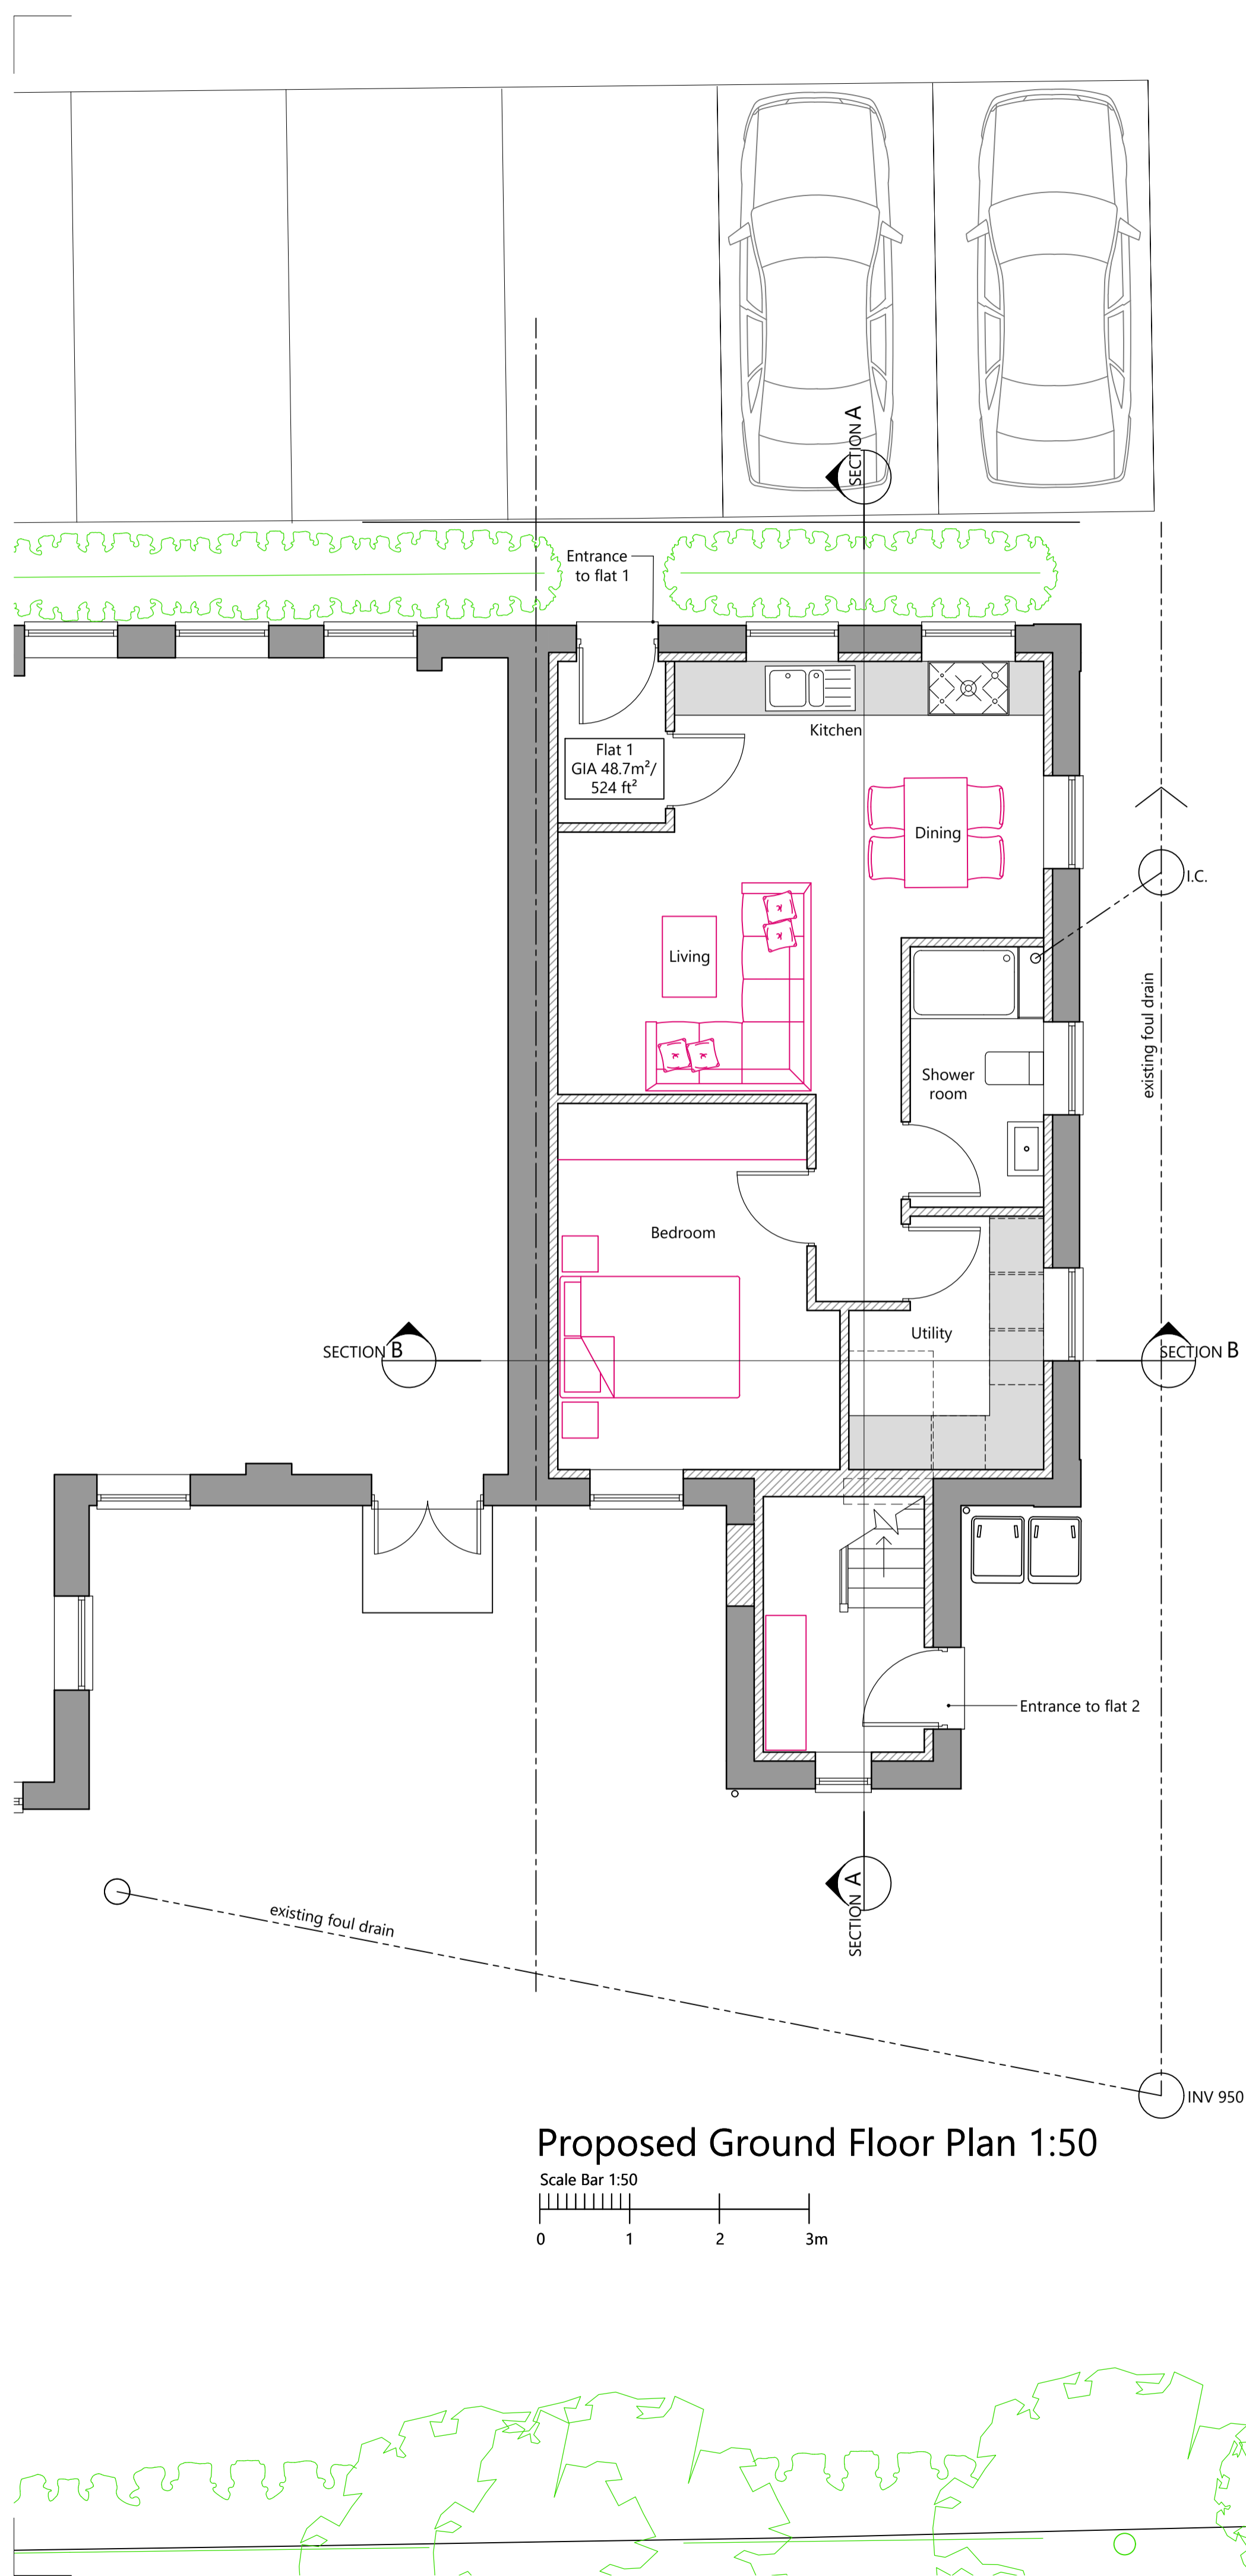 SECTION A
Entrance
to flat 1
Flat 1
GIA 48.7m²/
524 ft²
Kitchen
Dining
I.C.
Living
existing foul drain
Shower
room
Bedroom
Utility
SECTION B
SECTION B
Entrance to flat 2
SECTION A
existing foul drain
INV 950
Proposed Ground Floor Plan 1:50
Scale Bar 1:50
0 1 2 3m